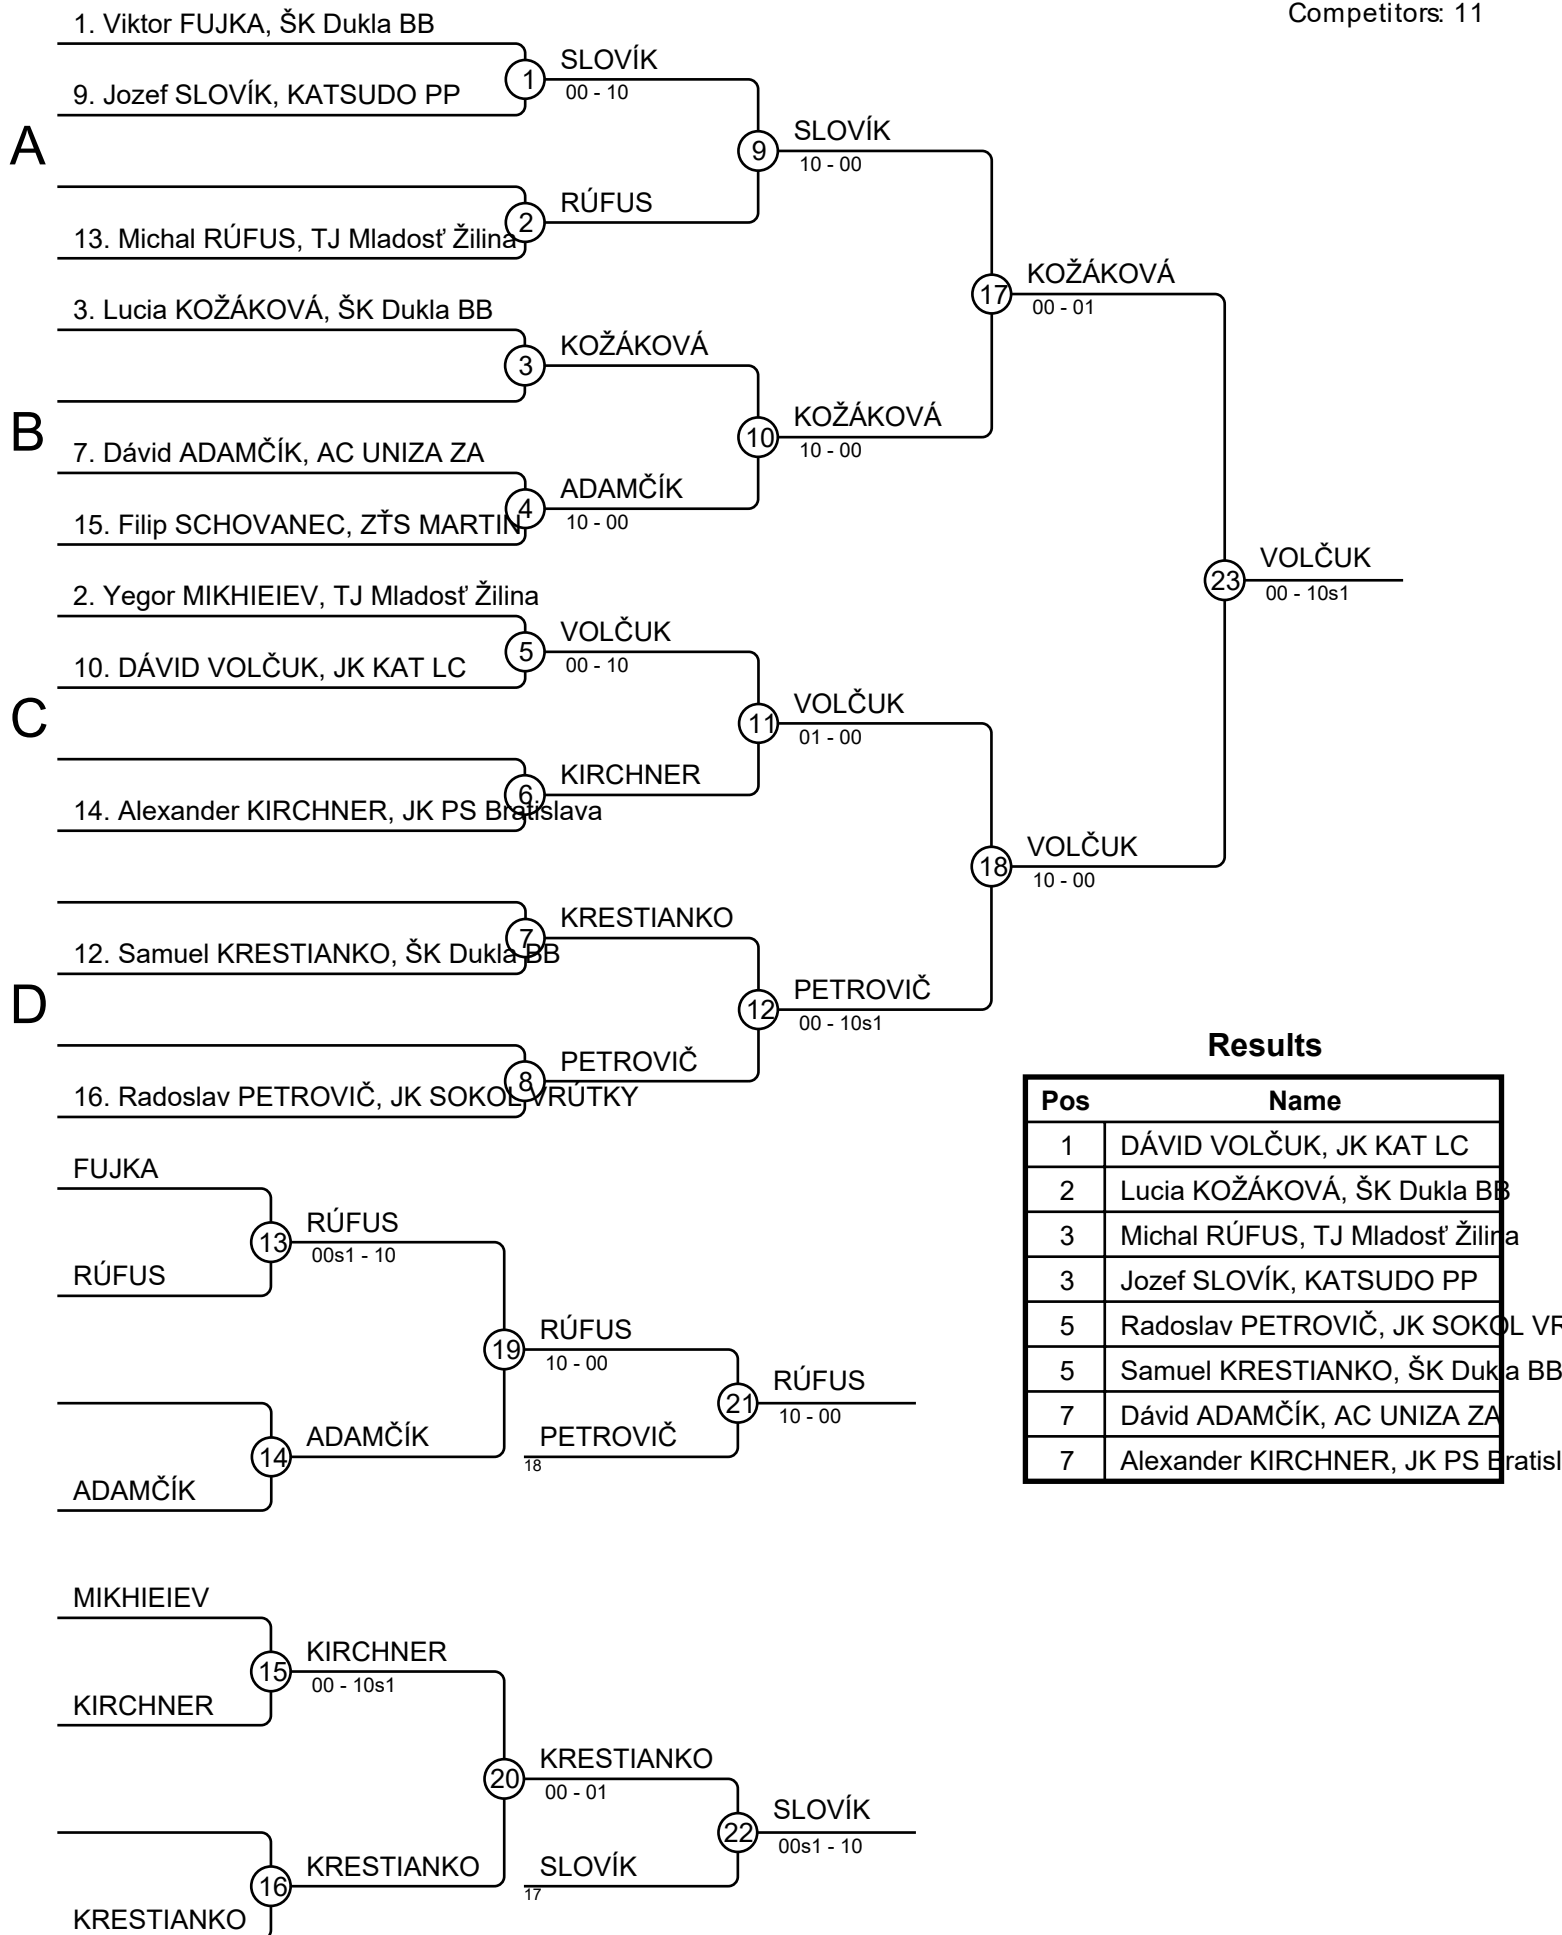 Competitors: 11
1. Viktor FUJKA, ŠK Dukla BB
9. Jozef SLOVÍK, KATSUDO PP
1
SLOVÍK
00 - 10
A
9
SLOVÍK
10 - 00
13. Michal RÚFUS, TJ Mladosť Žilina
2
RÚFUS
3. Lucia KOŽÁKOVÁ, ŠK Dukla BB
17
KOŽÁKOVÁ
00 - 01
3
KOŽÁKOVÁ
B
10
KOŽÁKOVÁ
10 - 00
7. Dávid ADAMČÍK, AC UNIZA ZA
15. Filip SCHOVANEC, ZŤS MARTIN
4
ADAMČÍK
10 - 00
23
VOLČUK
00 - 10s1
2. Yegor MIKHIEIEV, TJ Mladosť Žilina
10. DÁVID VOLČUK, JK KAT LC
5
VOLČUK
00 - 10
C
11
VOLČUK
01 - 00
14. Alexander KIRCHNER, JK PS Bratislava
6
KIRCHNER
18
VOLČUK
10 - 00
12. Samuel KRESTIANKO, ŠK Dukla BB
7
KRESTIANKO
D
12
PETROVIČ
00 - 10s1
16. Radoslav PETROVIČ, JK SOKOL VRÚTKY
8
PETROVIČ
Results
Pos Name
1 DÁVID VOLČUK, JK KAT LC
2 Lucia KOŽÁKOVÁ, ŠK Dukla BB
3 Michal RÚFUS, TJ Mladosť Žilina
3 Jozef SLOVÍK, KATSUDO PP
5 Radoslav PETROVIČ, JK SOKOL VR
5 Samuel KRESTIANKO, ŠK Dukla BB
7 Dávid ADAMČÍK, AC UNIZA ZA
7 Alexander KIRCHNER, JK PS Bratisl
FUJKA
RÚFUS
13
RÚFUS
00s1 - 10
19
RÚFUS
10 - 00
21
RÚFUS
10 - 00
PETROVIČ
18
14
ADAMČÍK
ADAMČÍK
MIKHIEIEV
KIRCHNER
15
KIRCHNER
00 - 10s1
20
KRESTIANKO
00 - 01
22
SLOVÍK
00s1 - 10
SLOVÍK
17
16
KRESTIANKO
KRESTIANKO